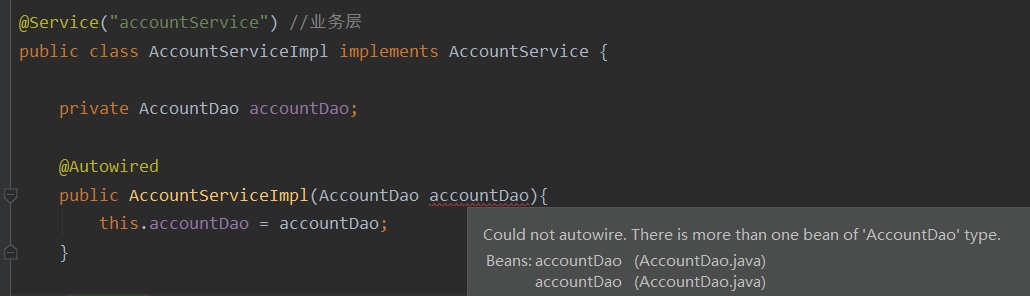 @Service("accountService") //业务层
public class AccountServiceImpl implements AccountService {
private AccountDao accountDao;
@Autowired
public AccountServiceImpl(AccountDao accountDao){
this.accountDao = accountDao;
}
Could not autowire. There is more than one bean of 'AccountDao' type.
Beans: accountDao (AccountDao.java)
accountDao (AccountDao.java)